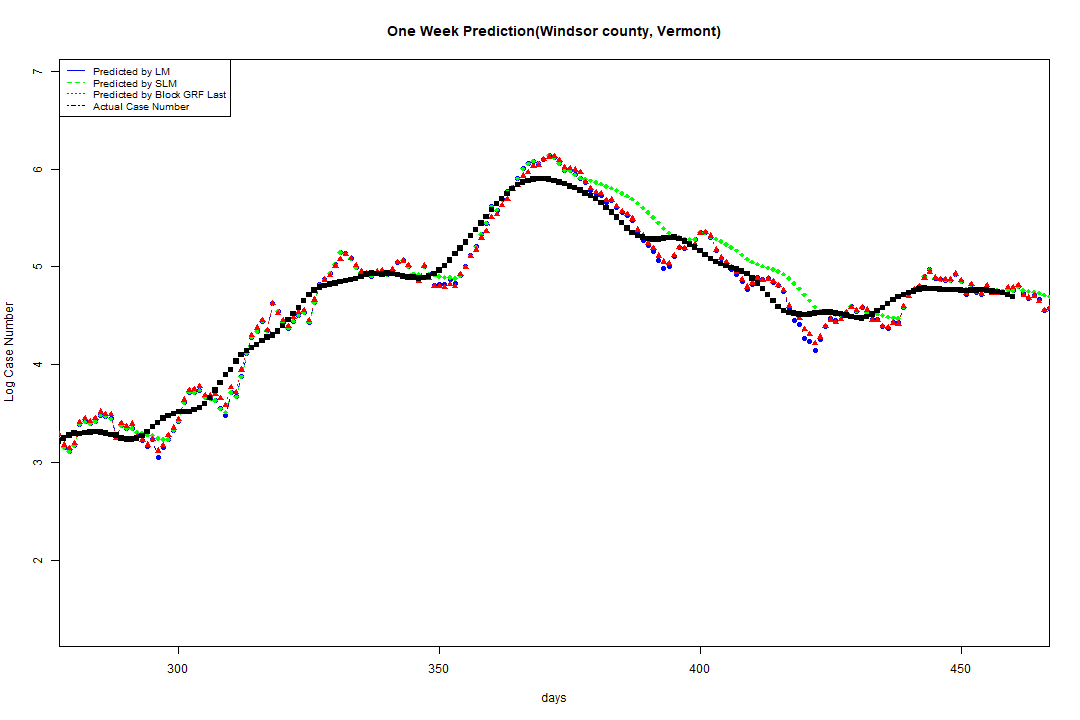 One Week Prediction(Windsor county, Vermont)
Predicted by LM
Predicted by SLM
Predicted by Block GRF Last
Actual Case Number
7
6
5
4
3
2
Log Case Number
300 350 400 450
days